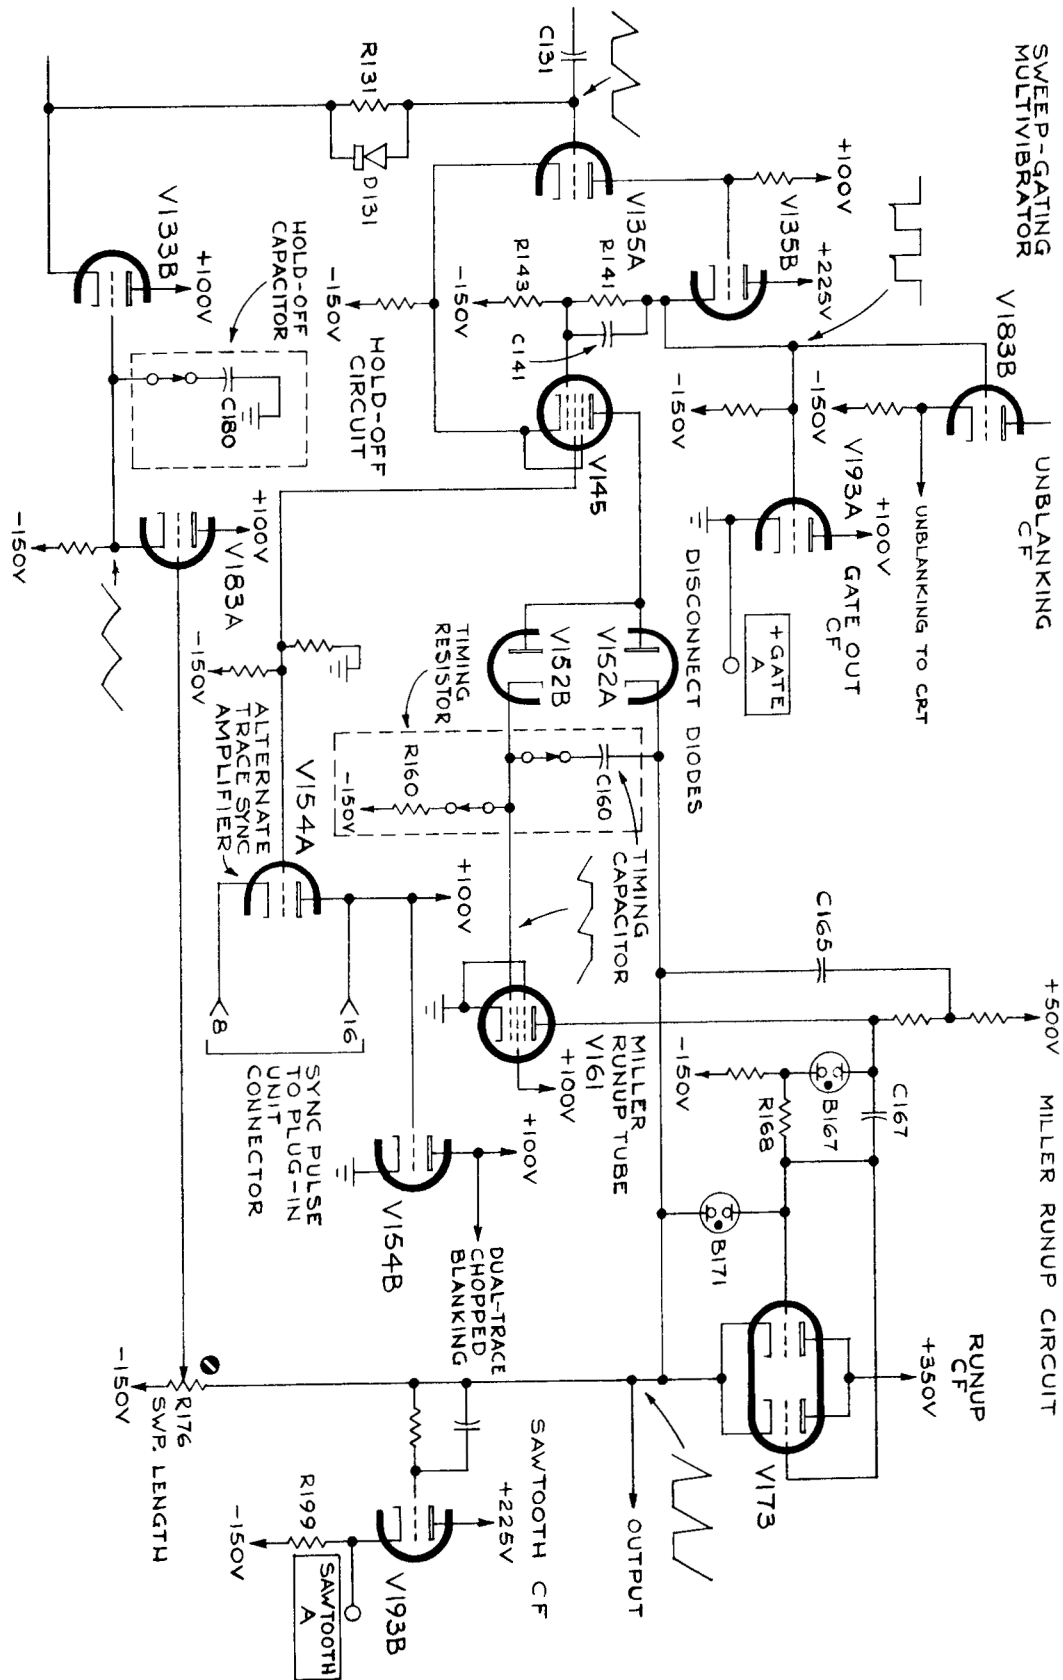 SWEEP-GATING
MULTIVIBRATOR
V183B
UNBLANKING
CF
+500V
MILLER RUNUP CIRCUIT
+100V
V135B
+225V
-150V
UNBLANKING TO CRT
-150V
V193A
+100V
GATE OUT
CF
+GATE
A
C165
-150V
B167
C167
R168
RUNUP
CF
+350V
C131
V135A
R141
R143
-150V
C141
V145
DISCONNECT DIODES
V152A
V152B
C160
TIMING
CAPACITOR
MILLER
RUNUP TUBE
V161
+100V
B171
V173
R131
D131
-150V
HOLD-OFF
CIRCUIT
TIMING
RESISTOR
R160
-150V
+100V
+100V
DUAL-TRACE
CHOPPED
BLANKING
V154B
OUTPUT
SAWTOOTH CF
+225V
V133B
+100V
HOLD-OFF
CAPACITOR
C180
-150V
+100V
V183A
-150V
ALTERNATE
TRACE SYNC
AMPLIFIER
V154A
8
16
SYNC PULSE
TO PLUG-IN
UNIT
CONNECTOR
-150V
R176
SWP. LENGTH
R199
-150V
V193B
SAWTOOTH
A